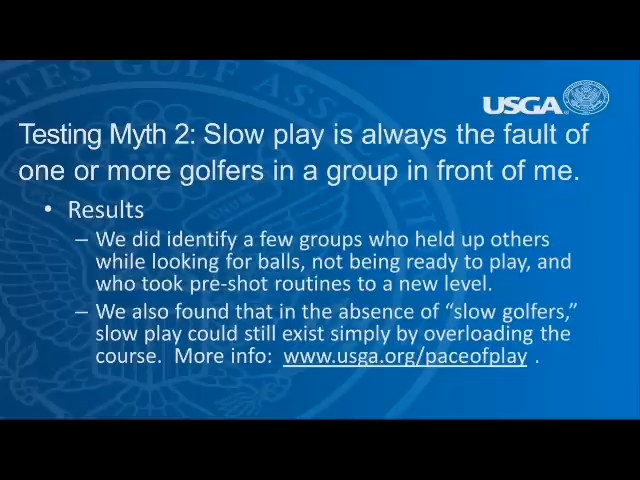 USGA
Testing Myth 2: Slow play is always the fault of
one or more golfers in a group in front of me.
• Results
– We did identify a few groups who held up others
while looking for balls, not being ready to play, and
who took pre-shot routines to a new level.
– We also found that in the absence of “slow golfers,”
slow play could still exist simply by overloading the
course. More info: www.usga.org/paceofplay .